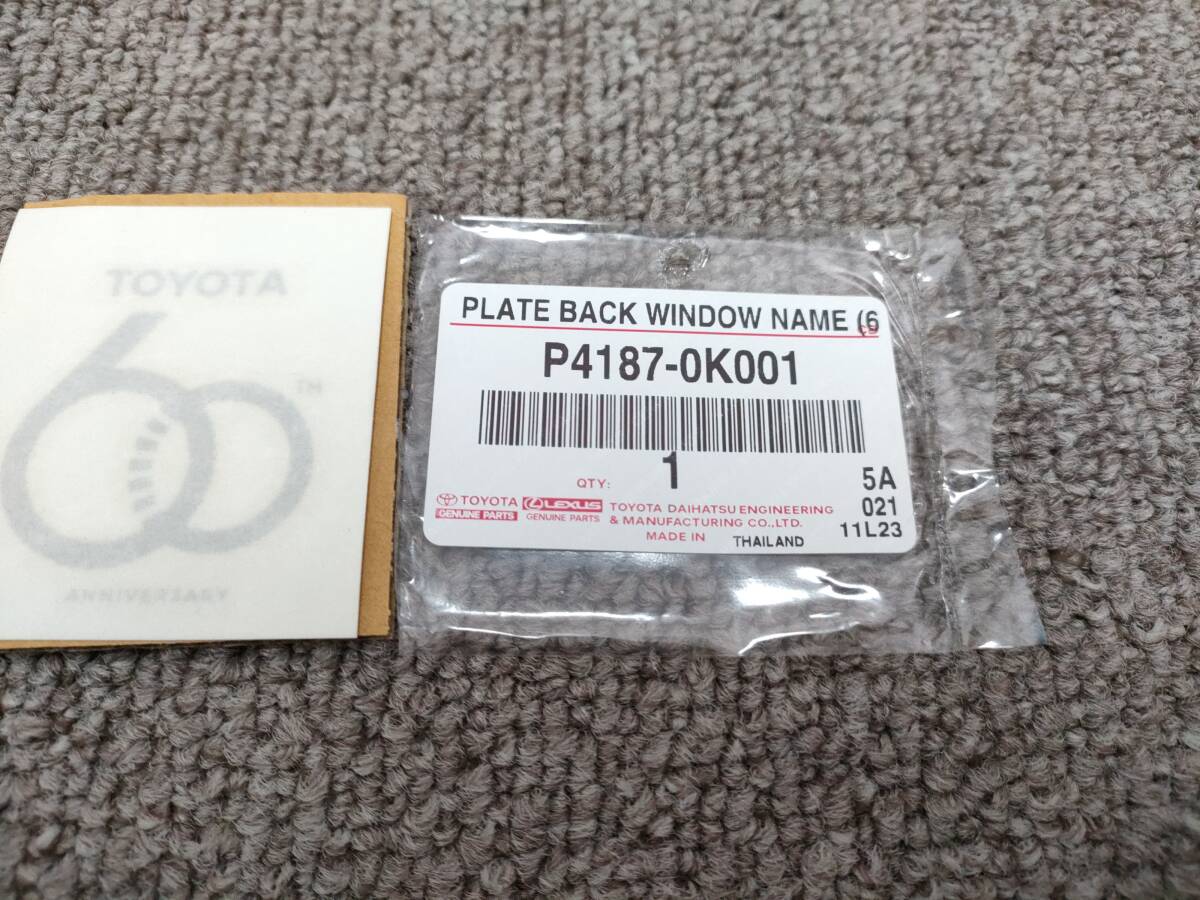 TOYOTA
60
TM
ANNIVERSARY
PLATE BACK WINDOW NAME (6
P4187-0K001
QTY: 1
5A
021
11L23
TOYOTA
GENUINE PARTS
LEXUS
GENUINE PARTS
TOYOTA DAIHATSU ENGINEERING
& MANUFACTURING CO.,LTD.
MADE IN THAILAND